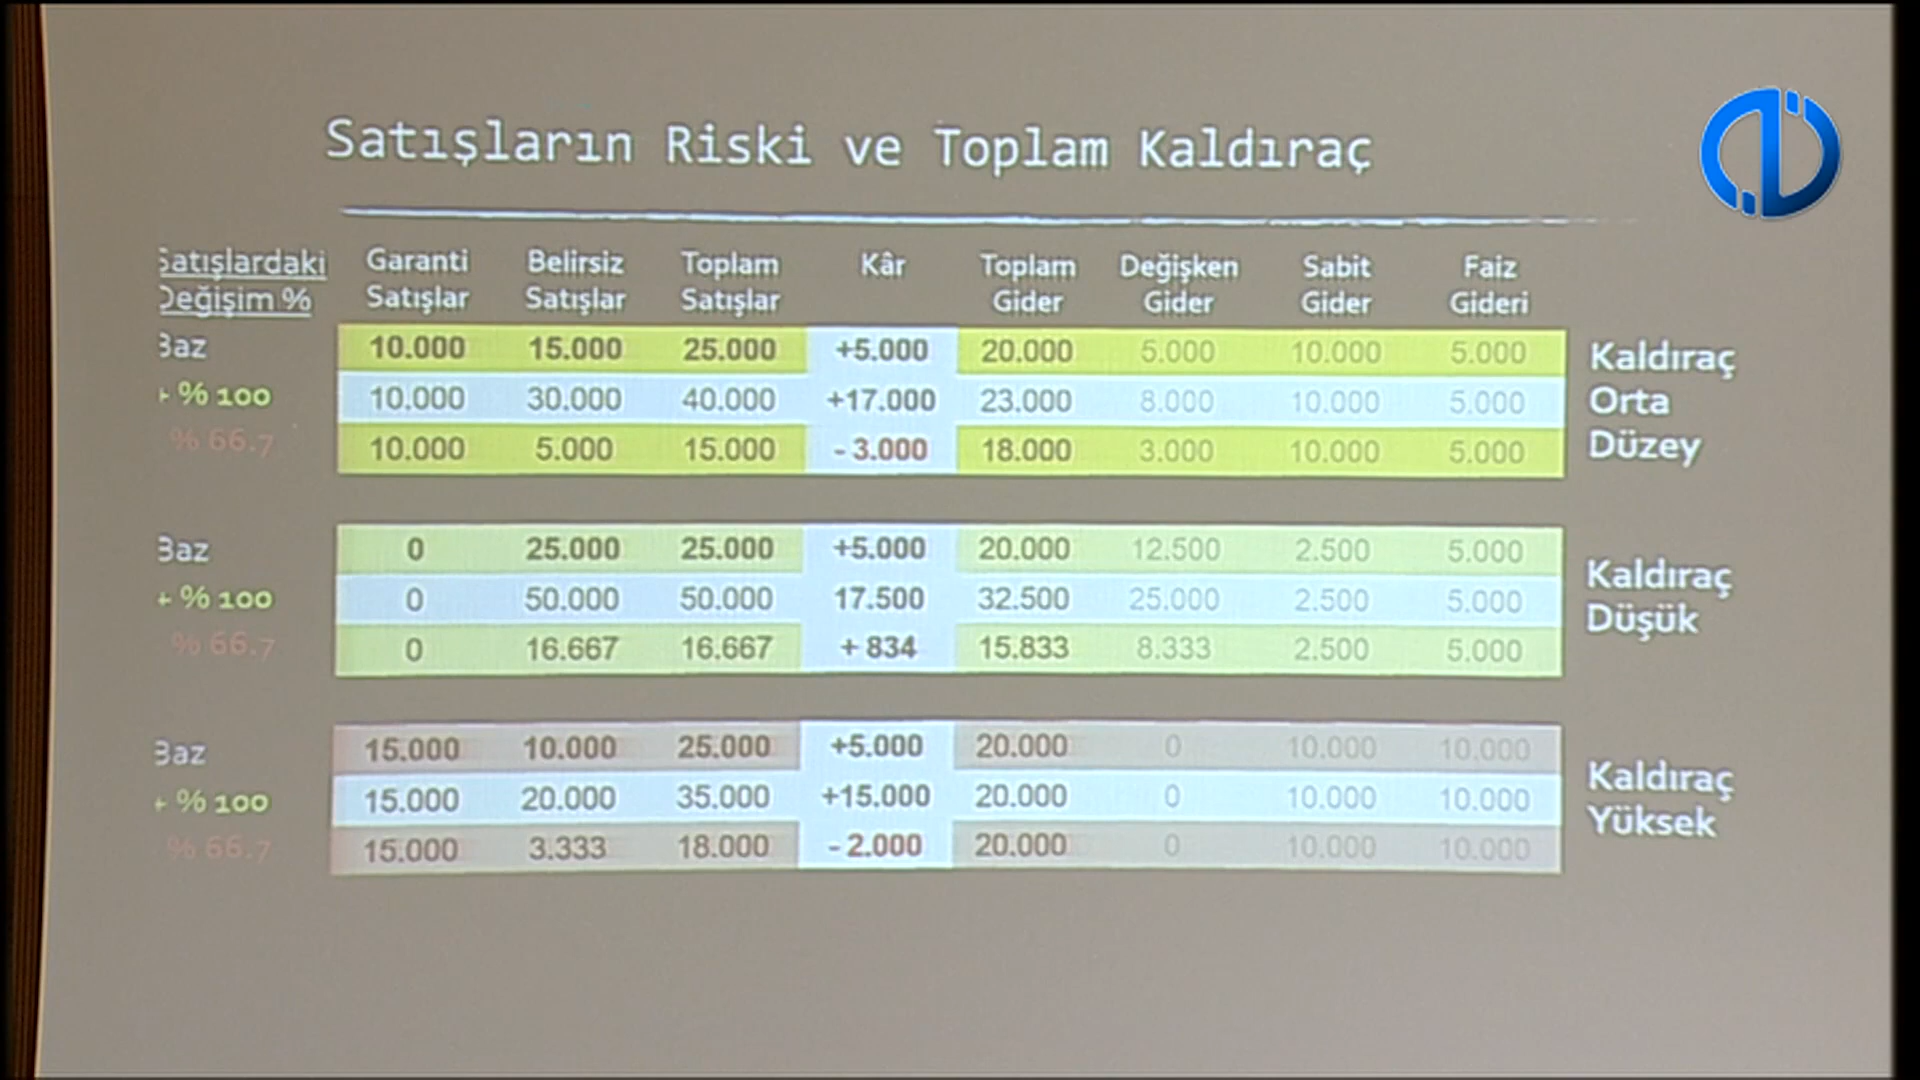 Satışların Riski ve Toplam Kaldıraç
Satışlardaki Değişim % Garanti Satışlar Belirsiz Satışlar Toplam Satışlar Kâr Toplam Gider Değişken Gider Sabit Gider Faiz Gideri
Baz 10.000 15.000 25.000 +5.000 20.000 5.000 10.000 5.000
+ % 100 10.000 30.000 40.000 +17.000 23.000 8.000 10.000 5.000
% 66.7 10.000 5.000 15.000 - 3.000 18.000 3.000 10.000 5.000
Kaldıraç
Orta
Düzey
Baz 0 25.000 25.000 +5.000 20.000 12.500 2.500 5.000
+ % 100 0 50.000 50.000 17.500 32.500 25.000 2.500 5.000
% 66.7 0 16.667 16.667 + 834 15.833 8.333 2.500 5.000
Kaldıraç
Düşük
Baz 15.000 10.000 25.000 +5.000 20.000 0 10.000 10.000
+ % 100 15.000 20.000 35.000 +15.000 20.000 0 10.000 10.000
% 66.7 15.000 3.333 18.000 - 2.000 20.000 0 10.000 10.000
Kaldıraç
Yüksek